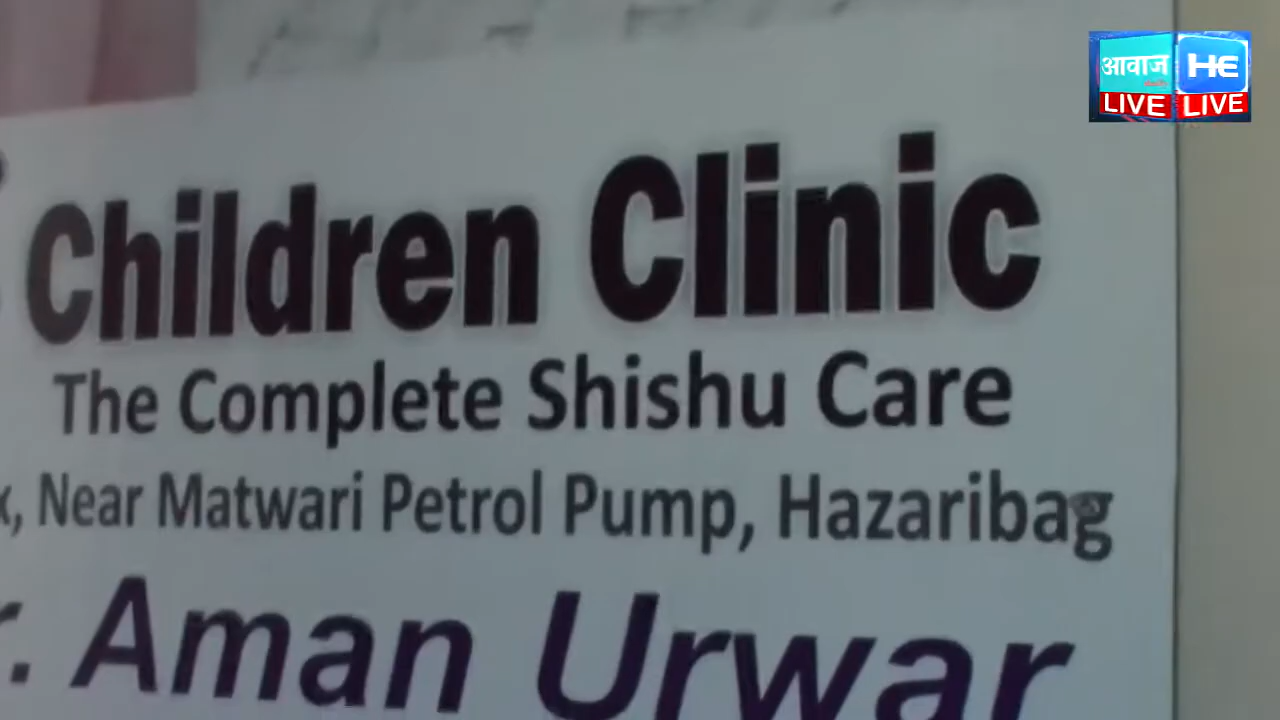 आवाज HE
LIVE LIVE
Children Clinic
The Complete Shishu Care
, Near Matwari Petrol Pump, Hazaribag
r. Aman Urwar